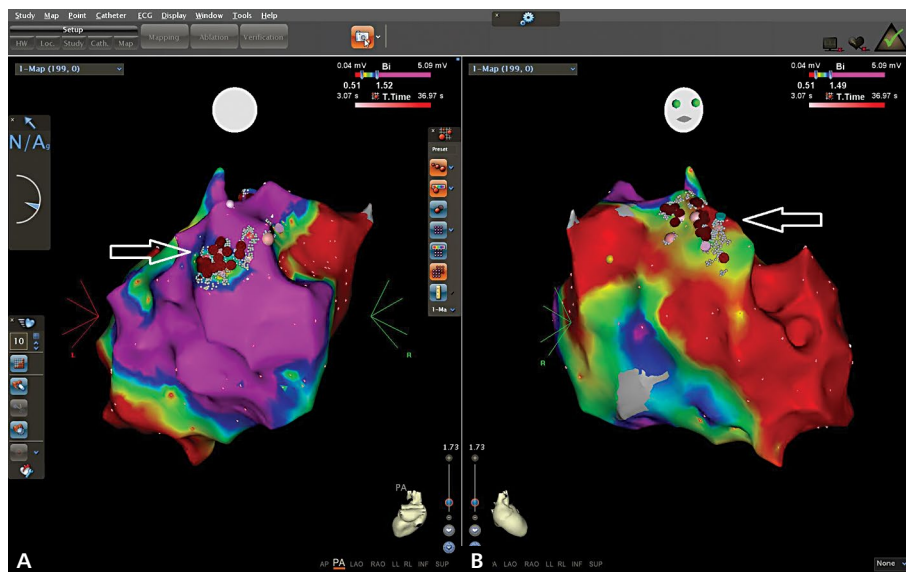 Study Map Point Catheter ECG Display Window Tools Help
Setup
HW Loc. Study Cath. Map
Mapping Ablation Verification
1-Map (199, 0)
0.04 mV Bi 5.09 mV
0.51 1.52
3.07 s T.Time 36.97 s
N/A g
Preset
1-Ma
L
R
10
1.73
PA
A
AP PA LAO RAO LL RL INF SUP
1-Map (199, 0)
0.04 mV Bi 5.09 mV
0.51 1.49
3.07 s T.Time 36.97 s
R
1.73
B
A LAO RAO LL RL INF SUP
None